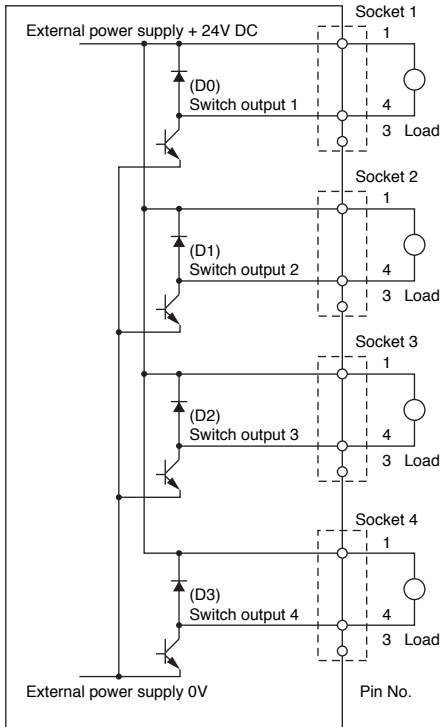 Socket 1
External power supply + 24V DC
1
(D0)
Switch output 1
4
3 Load
Socket 2
1
(D1)
Switch output 2
4
3 Load
Socket 3
1
(D2)
Switch output 3
4
3 Load
Socket 4
1
(D3)
Switch output 4
4
3 Load
External power supply 0V
Pin No.